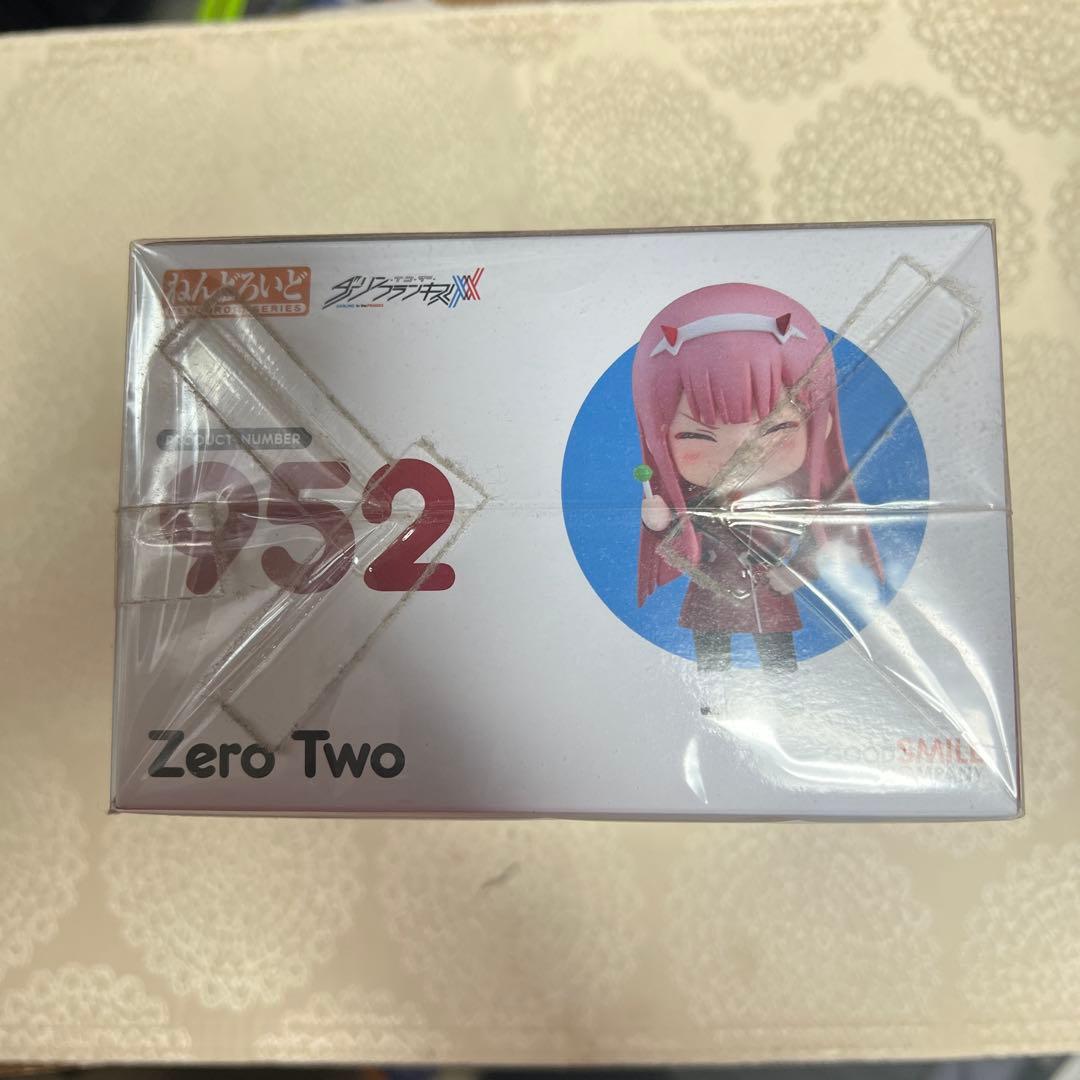 ねんどろいど
NENDOROID SERIES
ダーリン・イン・ザ・フランキス
DARLING in the FRANXX
PRODUCT NUMBER
952
Zero Two
GOOD SMILE
COMPANY